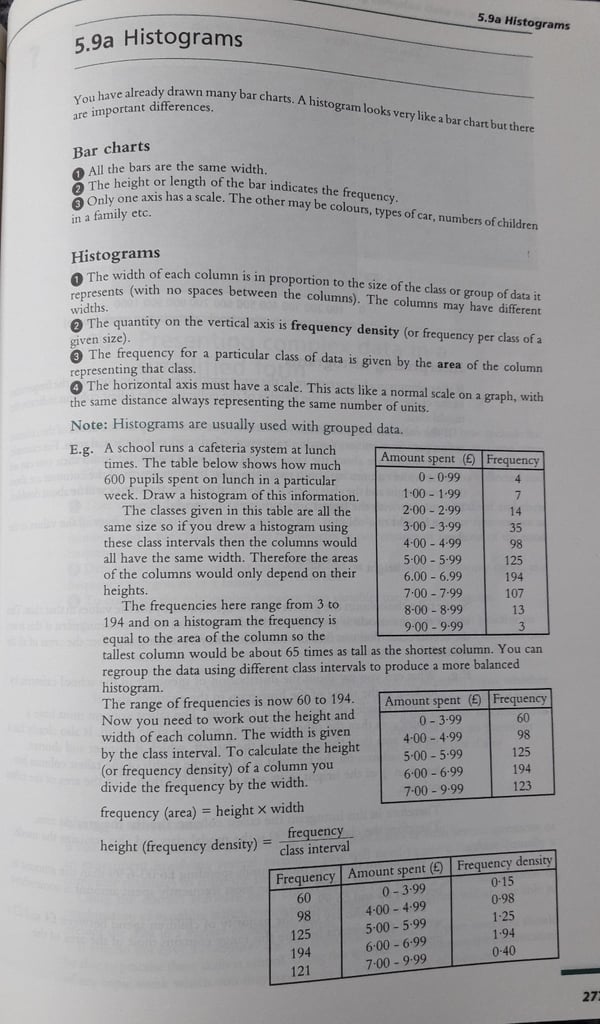 5.9a Histograms
5.9a Histograms
You have already drawn many bar charts. A histogram looks very like a bar chart but there
are important differences.
Bar charts
❶ All the bars are the same width.
❷ The height or length of the bar indicates the frequency.
❸ Only one axis has a scale. The other may be colours, types of car, numbers of children
in a family etc.
Histograms
❶ The width of each column is in proportion to the size of the class or group of data it
represents (with no spaces between the columns). The columns may have different
widths.
❷ The quantity on the vertical axis is frequency density (or frequency per class of a
given size).
❸ The frequency for a particular class of data is given by the area of the column
representing that class.
❹ The horizontal axis must have a scale. This acts like a normal scale on a graph, with
the same distance always representing the same number of units.
Note: Histograms are usually used with grouped data.
E.g. A school runs a cafeteria system at lunch
times. The table below shows how much
600 pupils spent on lunch in a particular
week. Draw a histogram of this information.
The classes given in this table are all the
same size so if you drew a histogram using
these class intervals then the columns would
all have the same width. Therefore the areas
of the columns would only depend on their
heights.
The frequencies here range from 3 to
194 and on a histogram the frequency is
equal to the area of the column so the
Amount spent (£) Frequency
0 – 0·99 4
1·00 – 1·99 7
2·00 – 2·99 14
3·00 – 3·99 35
4·00 – 4·99 98
5·00 – 5·99 125
6.00 – 6.99 194
7·00 – 7·99 107
8·00 – 8·99 13
9·00 – 9·99 3
tallest column would be about 65 times as tall as the shortest column. You can
regroup the data using different class intervals to produce a more balanced
histogram.
The range of frequencies is now 60 to 194.
Now you need to work out the height and
width of each column. The width is given
by the class interval. To calculate the height
(or frequency density) of a column you
divide the frequency by the width.
Amount spent (£) Frequency
0 – 3·99 60
4·00 – 4·99 98
5·00 – 5·99 125
6·00 – 6·99 194
7·00 – 9·99 123
frequency (area) = height × width
height (frequency density) = frequency
class interval
Frequency Amount spent (£) Frequency density
60 0 – 3·99 0·15
98 4·00 – 4·99 0·98
125 5·00 – 5·99 1·25
194 6·00 – 6·99 1·94
121 7·00 – 9·99 0·40